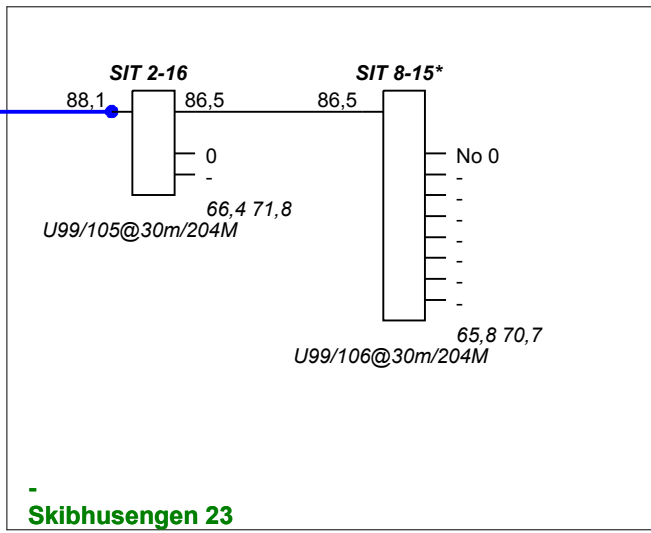 SIT 2-16
SIT 8-15*
88,1
86,5
86,5
0
-
66,4 71,8
U99/105@30m/204M
No 0
-
-
-
-
-
-
-
65,8 70,7
U99/106@30m/204M
-
Skibhusengen 23